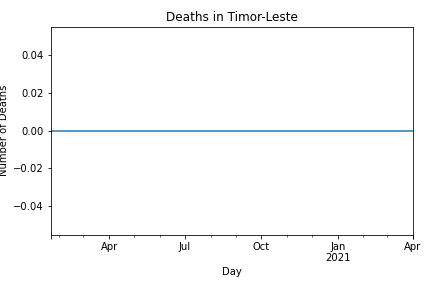 Deaths in Timor-Leste
0.04
0.02
0.00
−0.02
−0.04
Number of Deaths
Apr Jul Oct Jan Apr
2021
Day